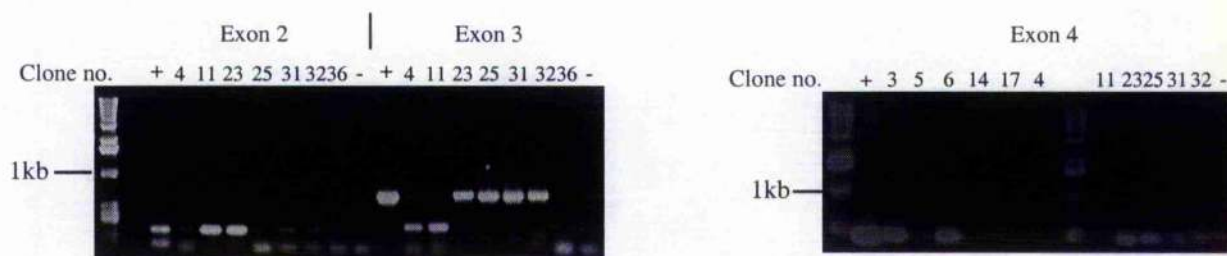 Exon 2 | Exon 3
Clone no. + 4 11 23 25 31 32 36 - + 4 11 23 25 31 32 36 -
1kb
Exon 4
Clone no. + 3 5 6 14 17 4 11 23 25 31 32 -
1kb